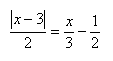 |x−3|/2 = x/3 − 1/2